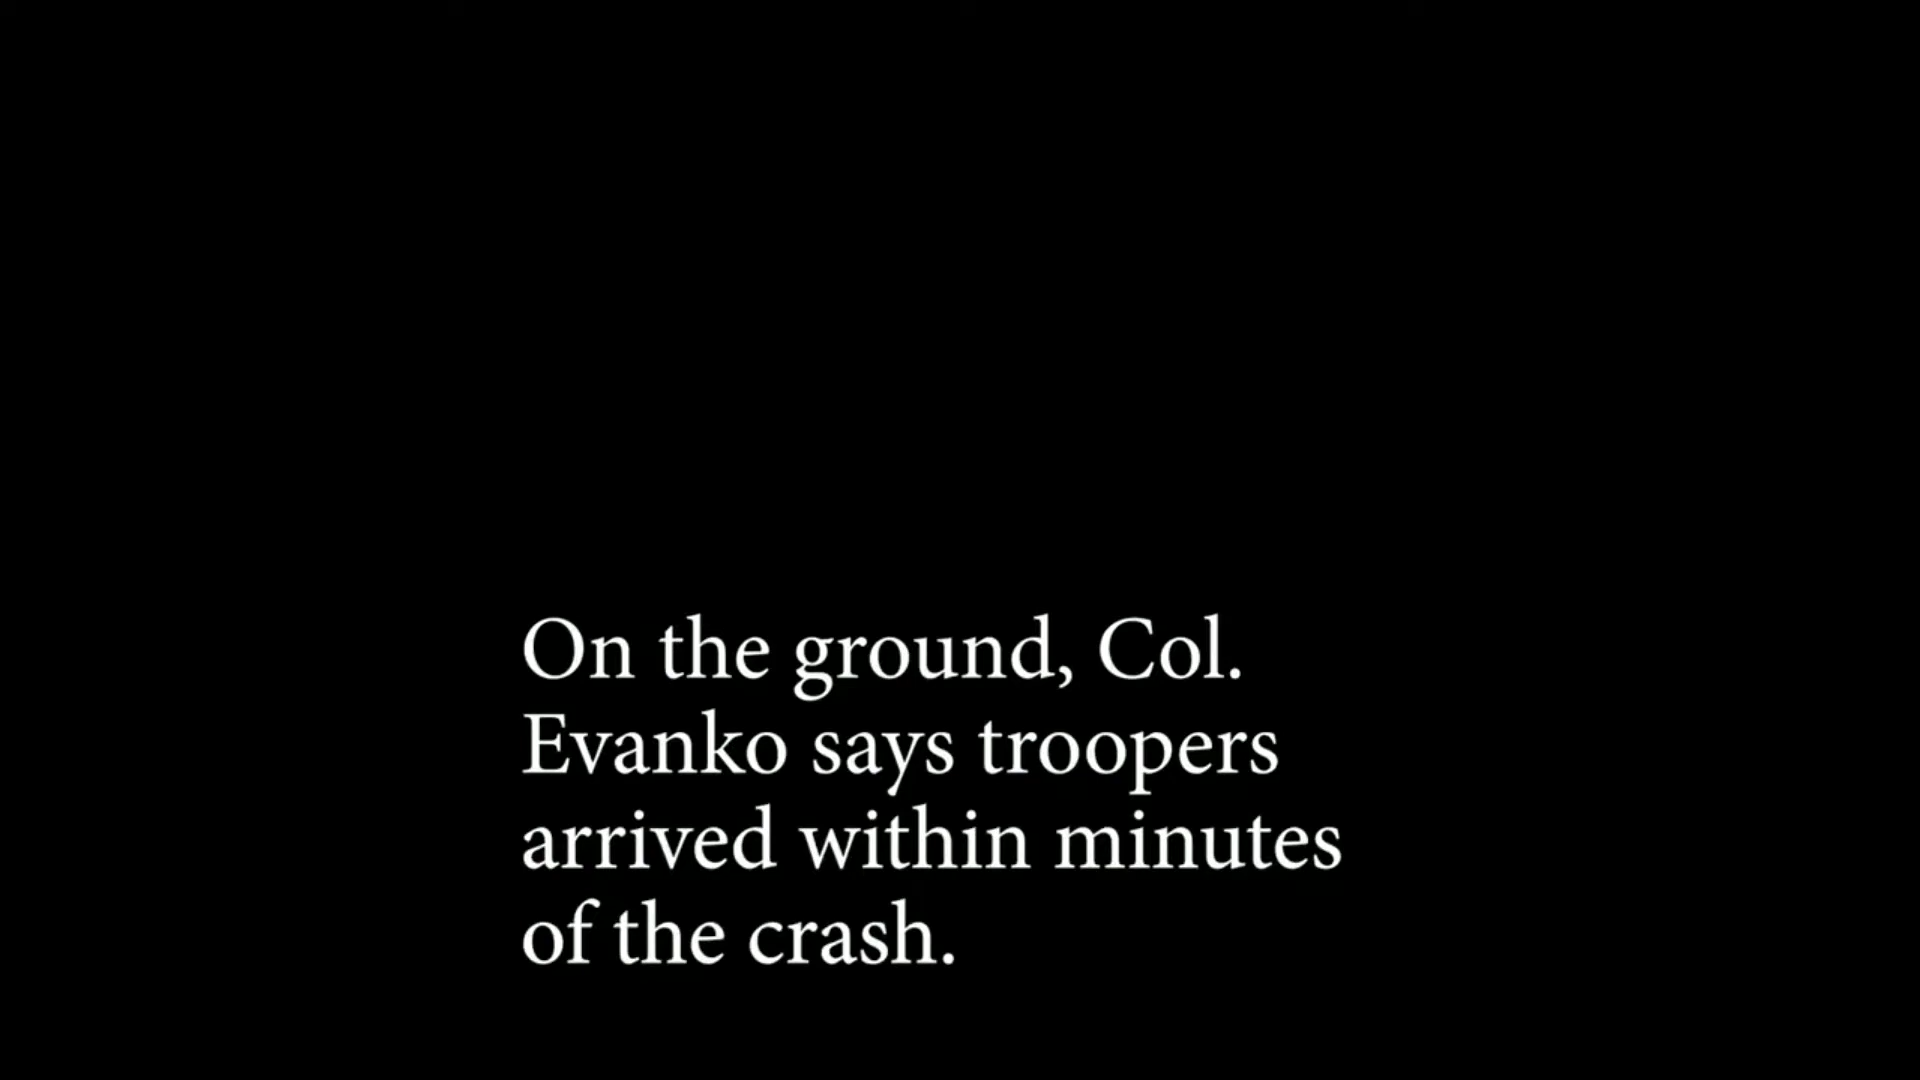 On the ground, Col.
Evanko says troopers
arrived within minutes
of the crash.